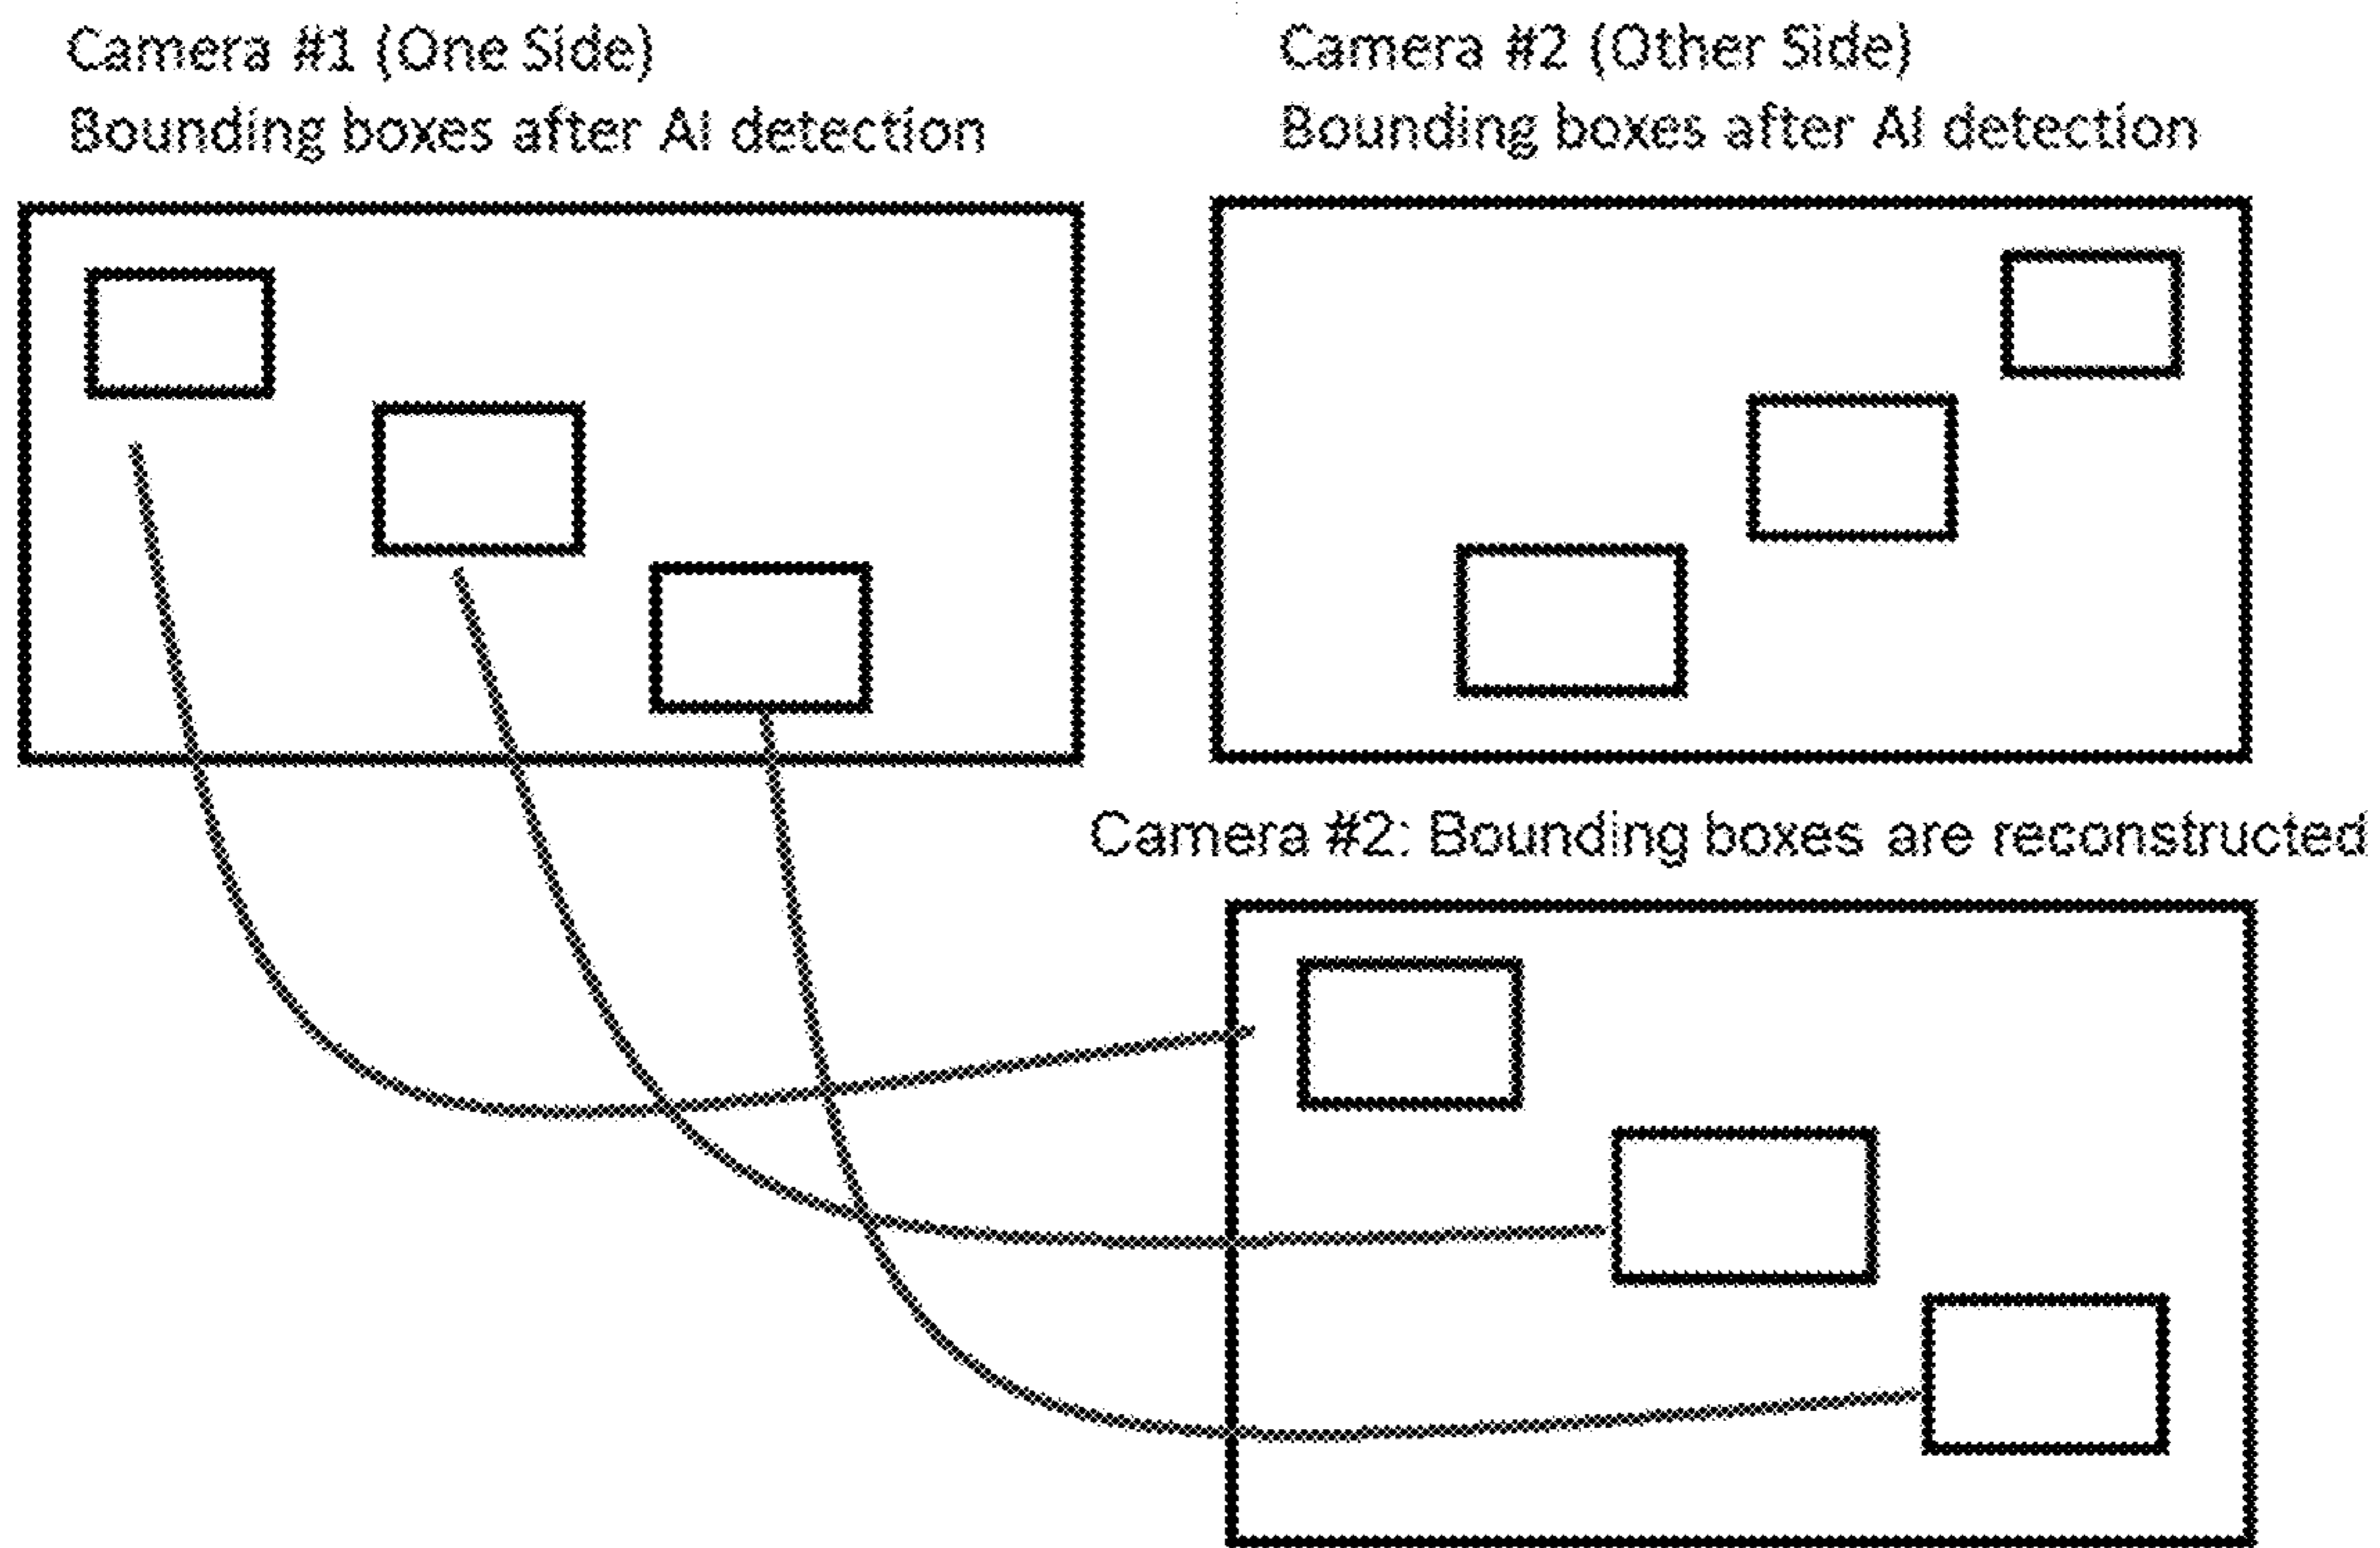 Camera #1 (One Side)
Bounding boxes after AI detection
Camera #2 (Other Side)
Bounding boxes after AI detection
Camera #2: Bounding boxes are reconstructed